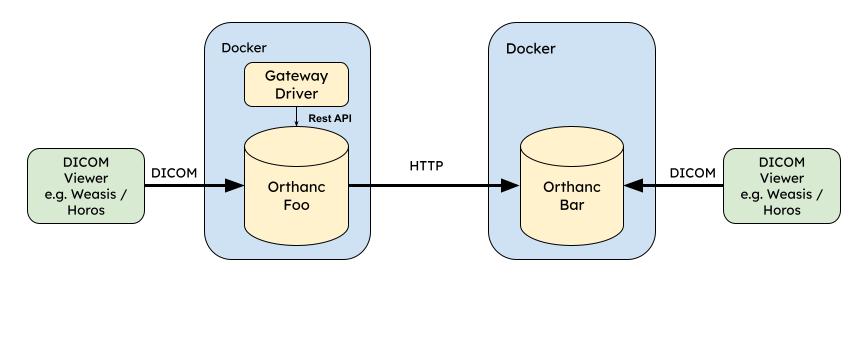 Docker
Gateway
Driver
Rest API
DICOM
Viewer
e.g. Weasis /
Horos
DICOM
Orthanc
Foo
HTTP
Docker
Orthanc
Bar
DICOM
DICOM
Viewer
e.g. Weasis /
Horos